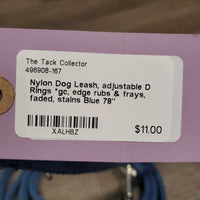 The Tack Collector
496908-167
Nylon Dog Leash, adjustable D
Rings "gc, edge rubs & frays,
faded, stains Blue 78"
XALHBZ
$11.00